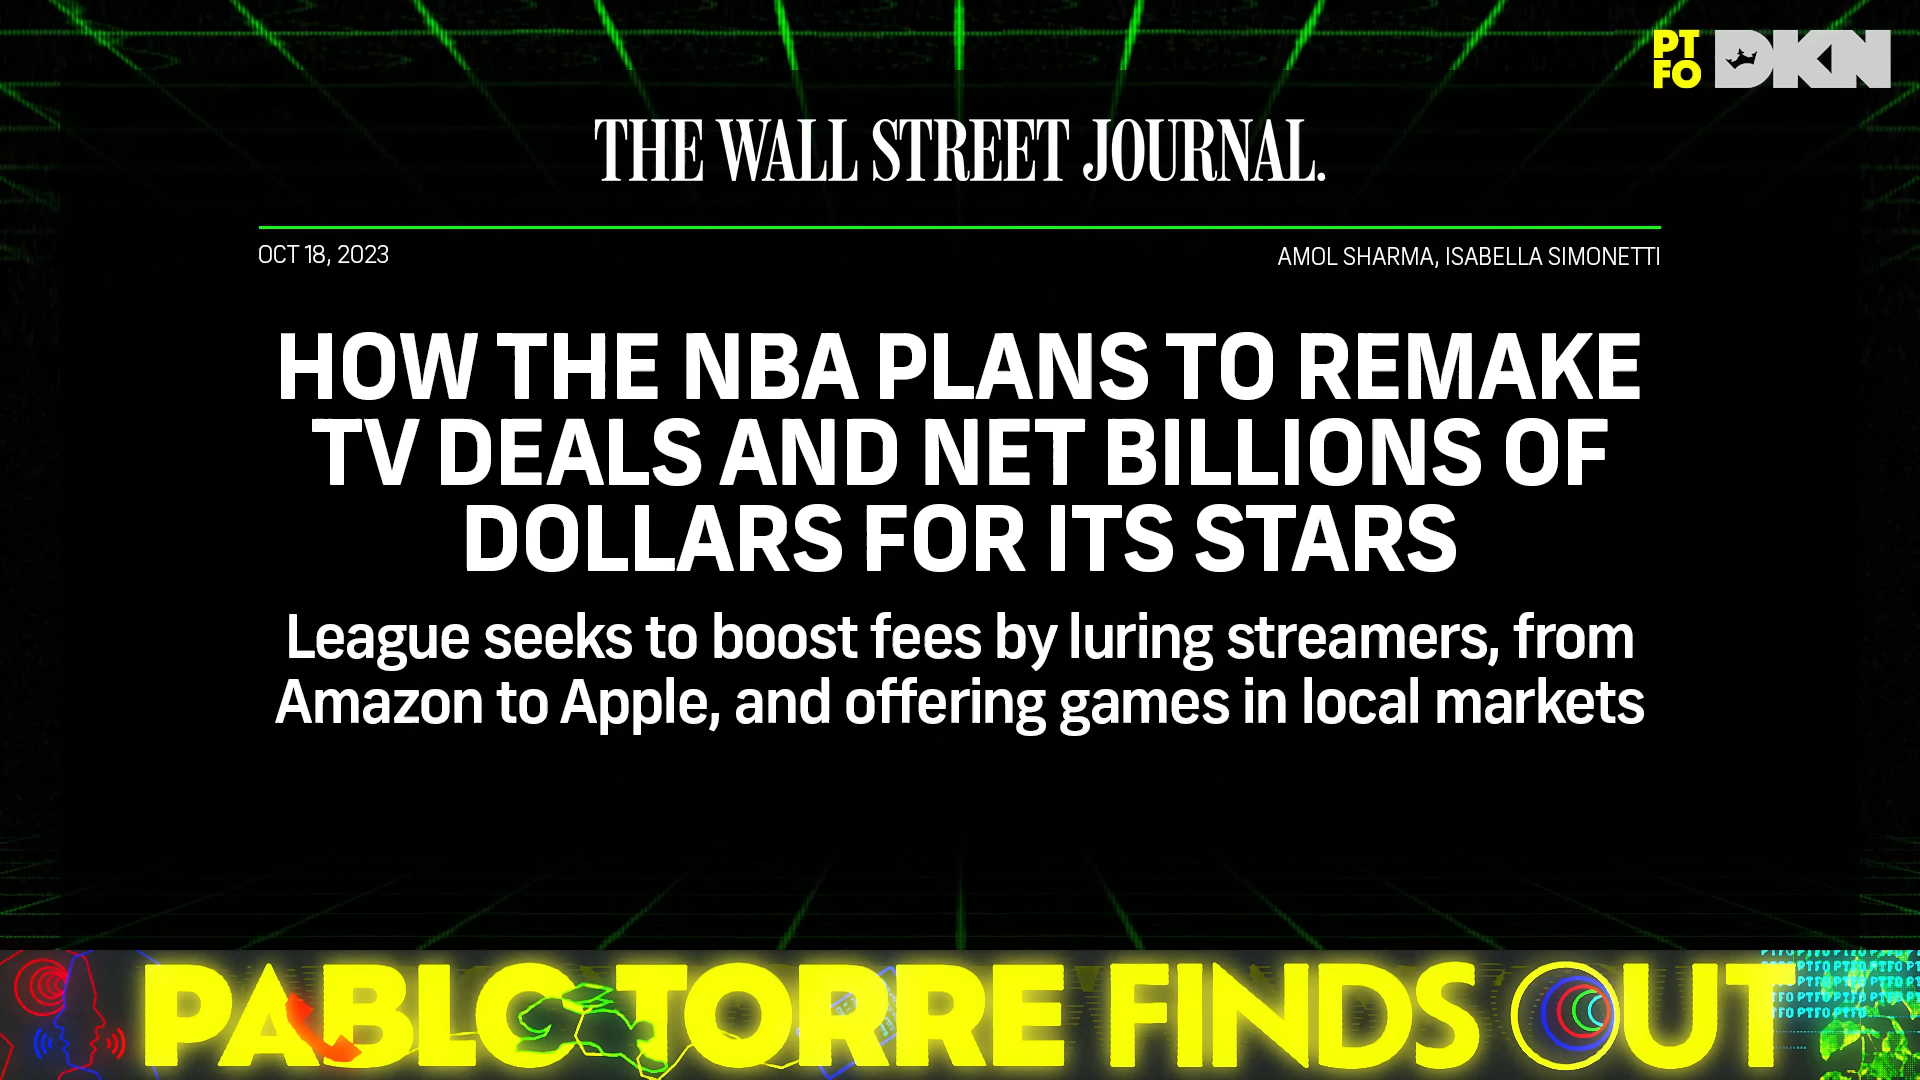 PT
FO DKN
THE WALL STREET JOURNAL.
OCT 18, 2023
AMOL SHARMA, ISABELLA SIMONETTI
HOW THE NBA PLANS TO REMAKE
TV DEALS AND NET BILLIONS OF
DOLLARS FOR ITS STARS
League seeks to boost fees by luring streamers, from
Amazon to Apple, and offering games in local markets
PABLO TORRE FINDS OUT